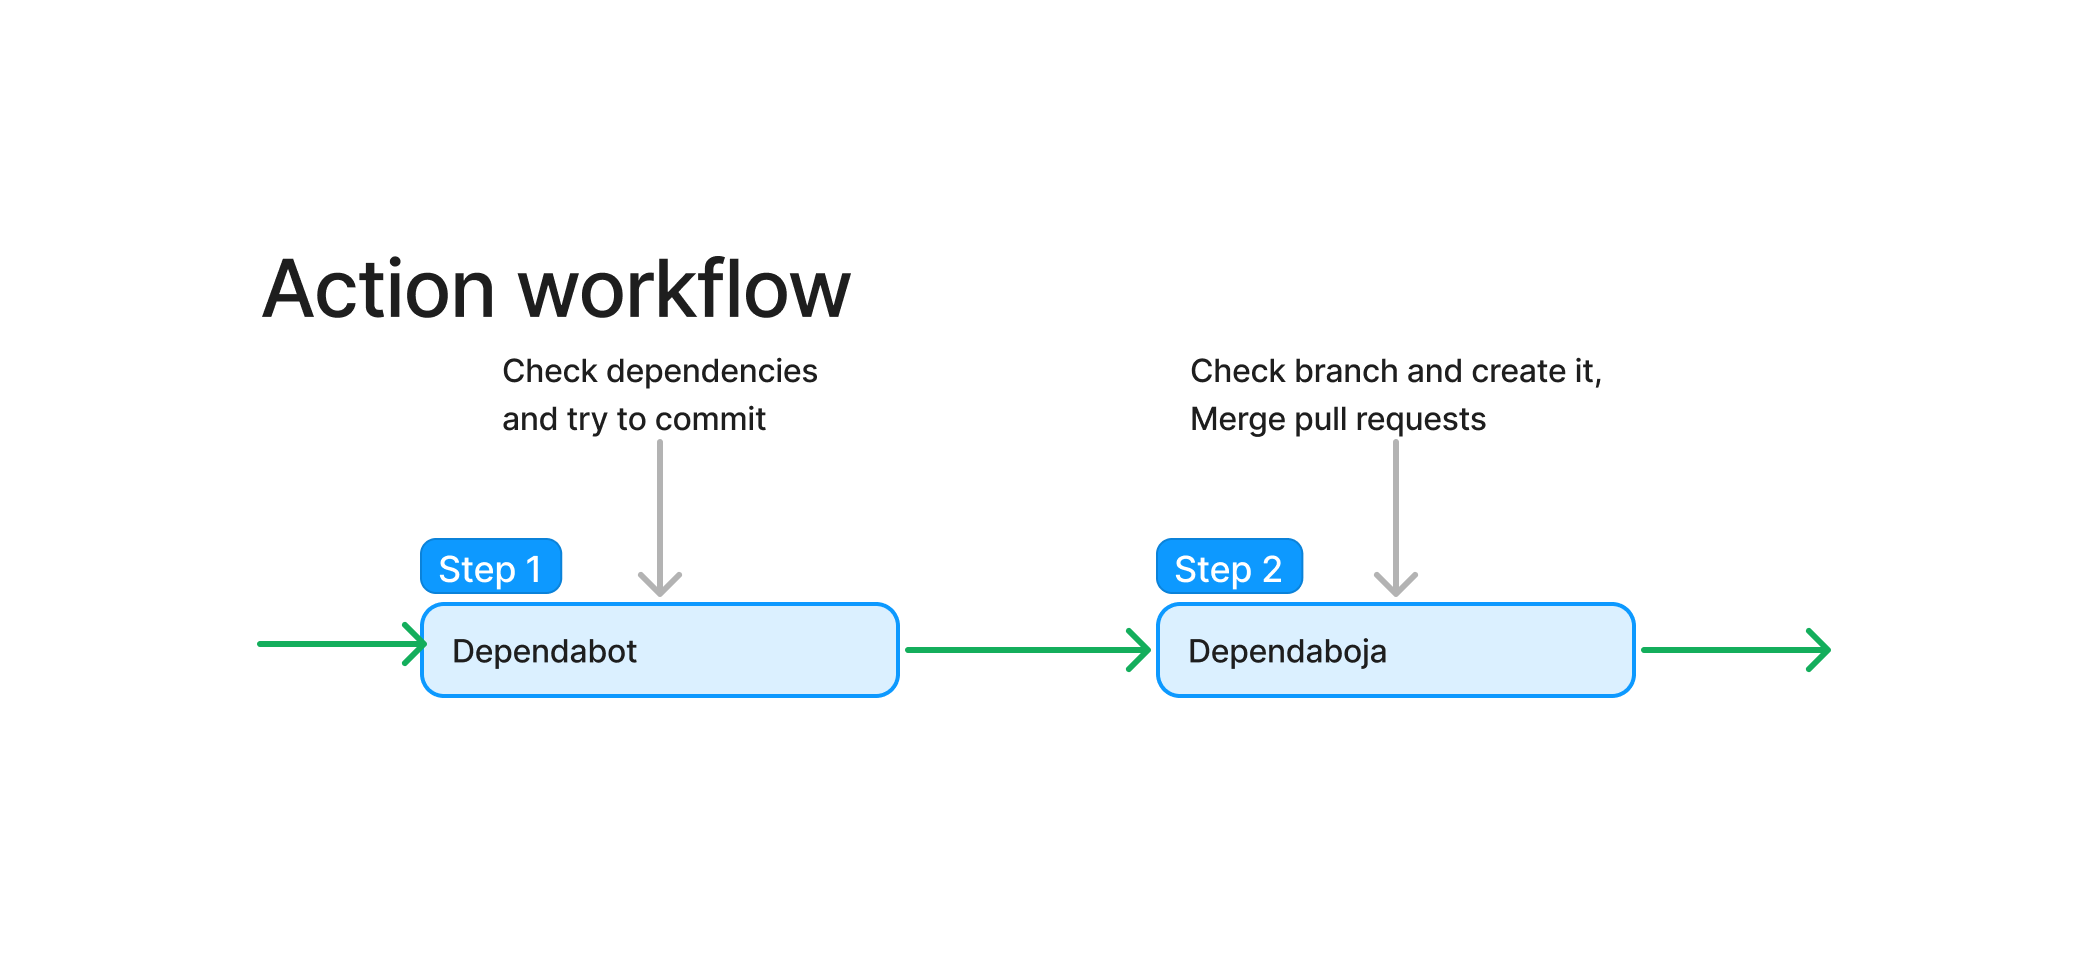 Action workflow
Check dependencies
and try to commit
Check branch and create it,
Merge pull requests
Step 1
Step 2
Dependabot
Dependaboja